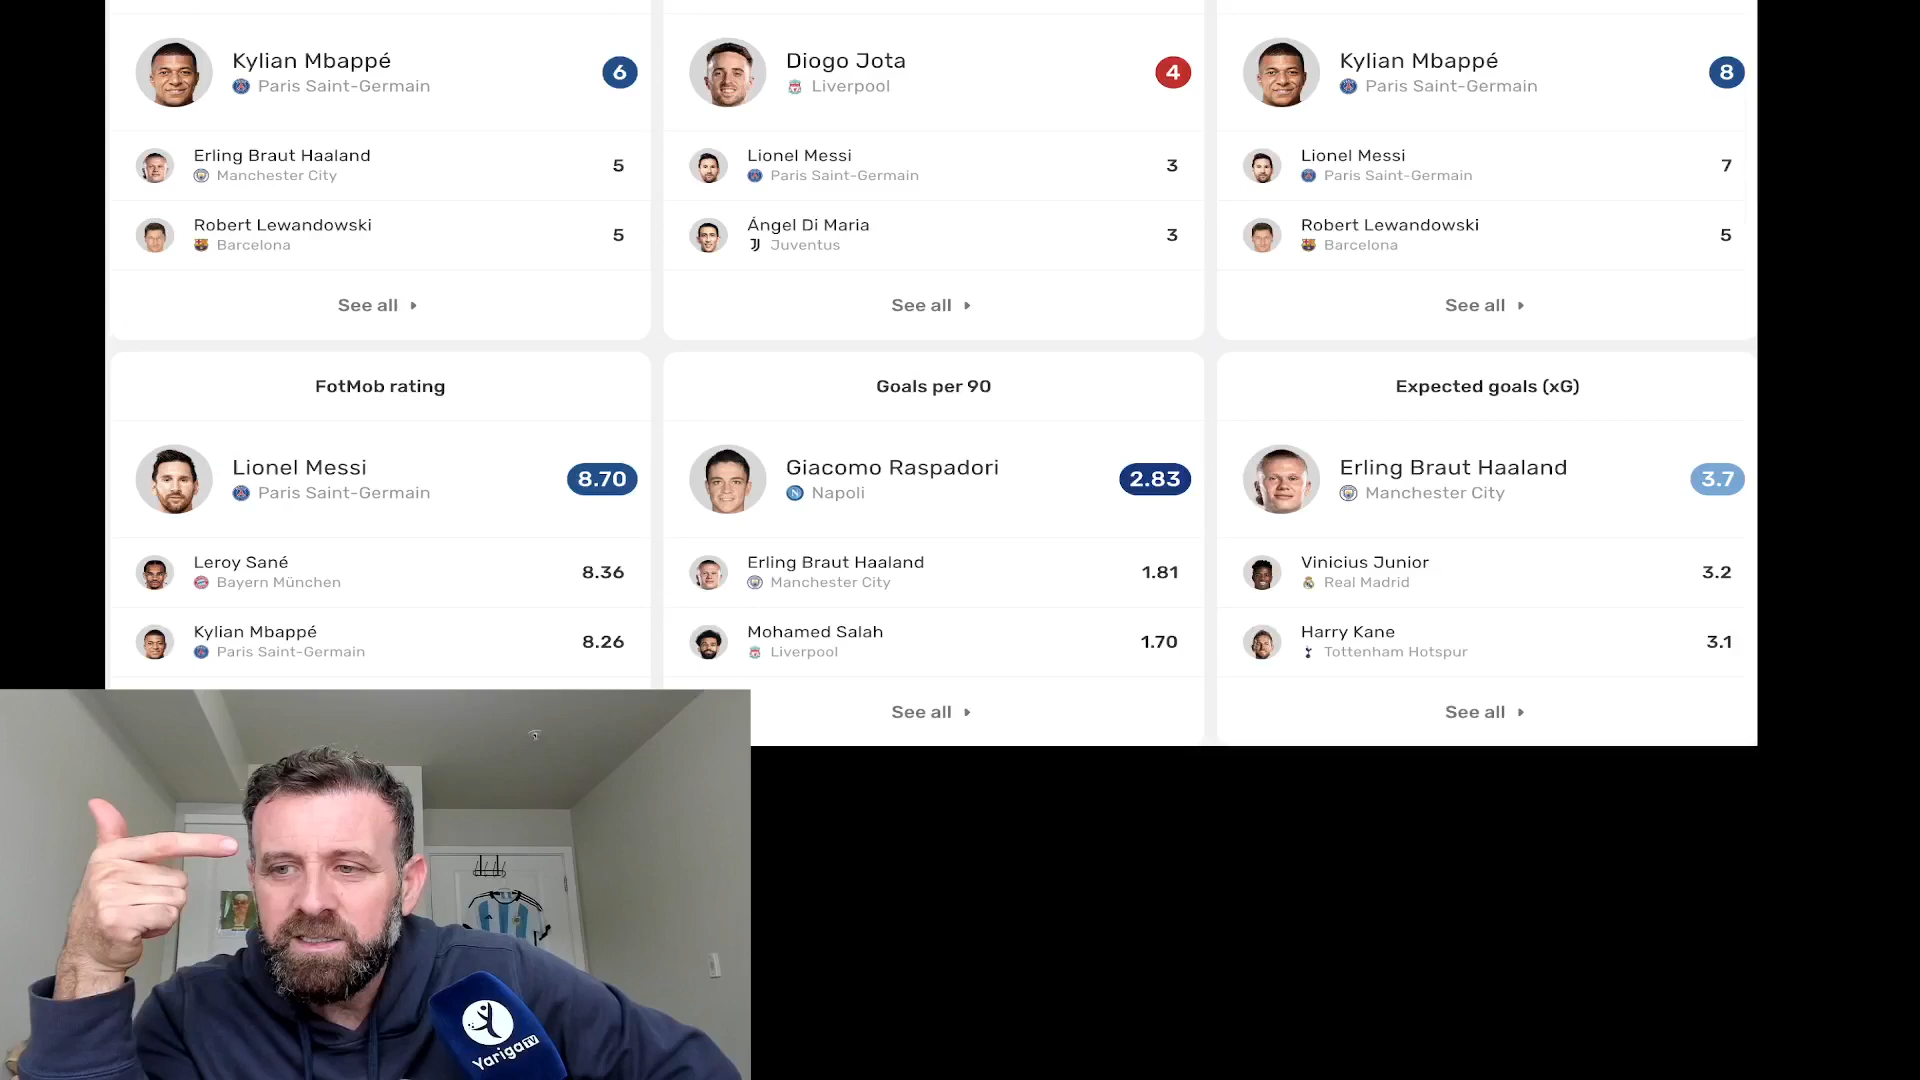 Kylian Mbappé
Paris Saint-Germain
6
Erling Braut Haaland
Manchester City
5
Robert Lewandowski
Barcelona
5
See all
Diogo Jota
Liverpool
4
Lionel Messi
Paris Saint-Germain
3
Ángel Di Maria
Juventus
3
See all
Kylian Mbappé
Paris Saint-Germain
8
Lionel Messi
Paris Saint-Germain
7
Robert Lewandowski
Barcelona
5
See all
FotMob rating
Lionel Messi
Paris Saint-Germain
8.70
Leroy Sané
Bayern München
8.36
Kylian Mbappé
Paris Saint-Germain
8.26
Goals per 90
Giacomo Raspadori
Napoli
2.83
Erling Braut Haaland
Manchester City
1.81
Mohamed Salah
Liverpool
1.70
See all
Expected goals (xG)
Erling Braut Haaland
Manchester City
3.7
Vinicius Junior
Real Madrid
3.2
Harry Kane
Tottenham Hotspur
3.1
See all
YarigaTV